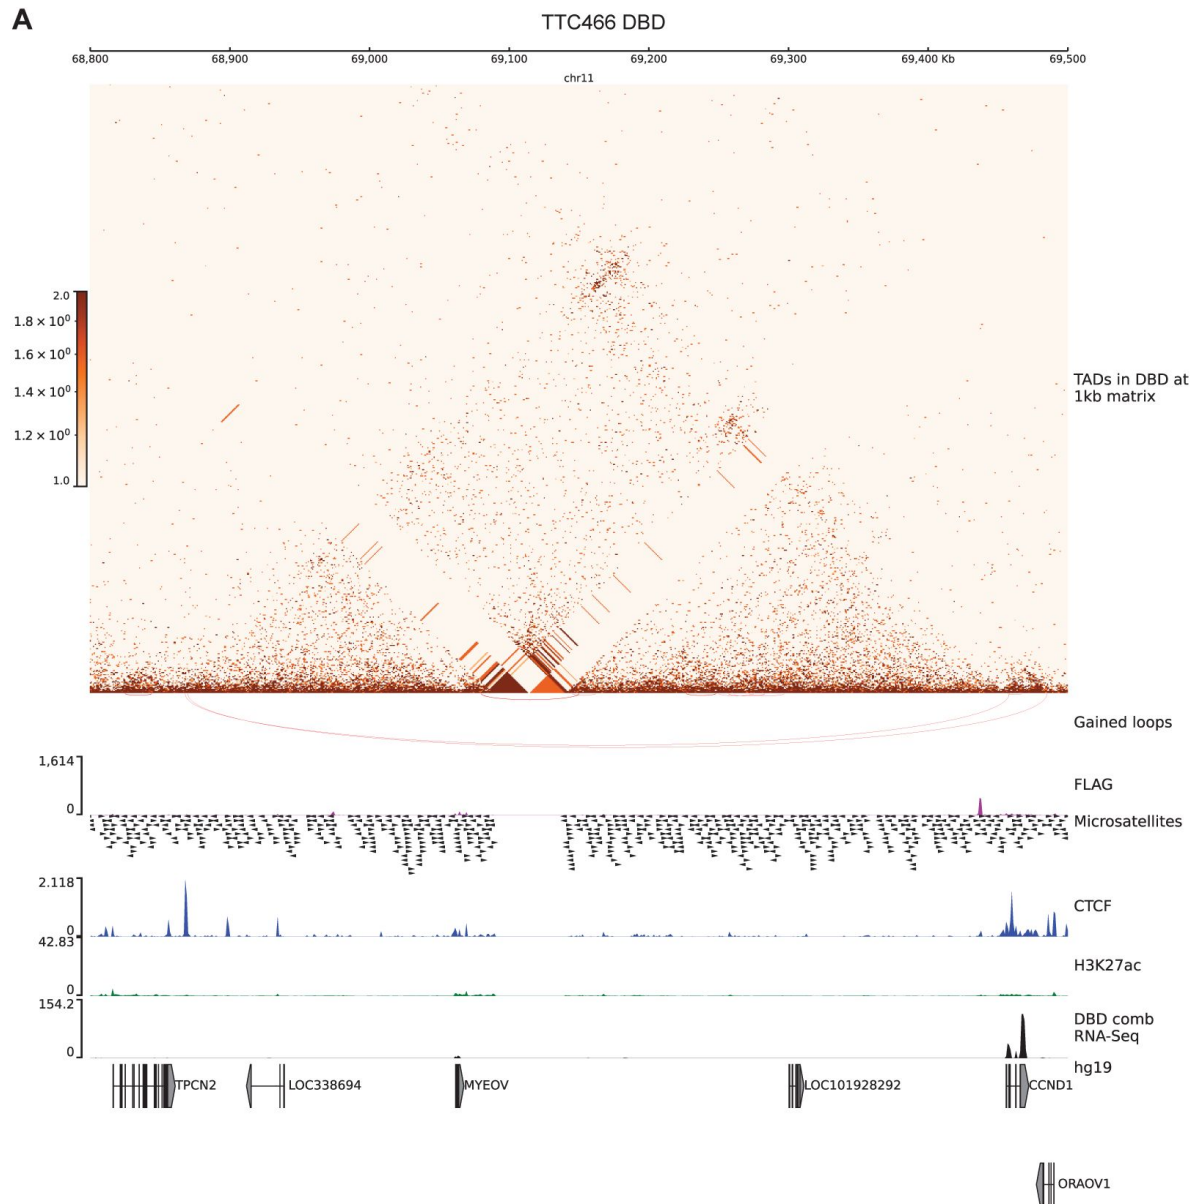 A
TTC466 DBD
68,800 68,900 69,000 69,100 69,200 69,300 69,400 Kb 69,500
chr11
2.0
1.8 × 10⁰
1.6 × 10⁰
1.4 × 10⁰
1.2 × 10⁰
1.0
TADs in DBD at
1kb matrix
Gained loops
1,614
0
FLAG
Microsatellites
2.118
0
CTCF
42.83
0
H3K27ac
154.2
0
DBD comb
RNA-Seq
hg19
TPCN2 LOC338694 MYEOV LOC101928292 CCND1
ORAOV1